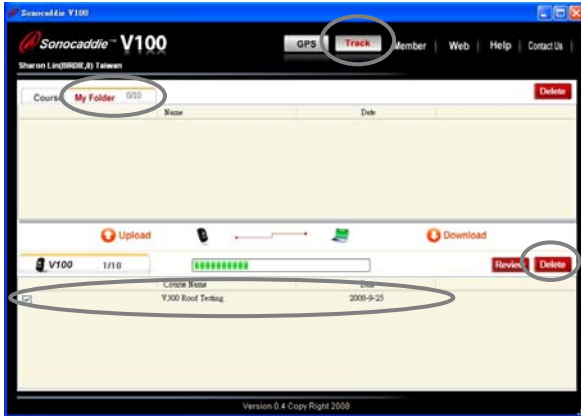 Sonocaddie V100
Sonocaddie™ V100
GPS Track Member Web Help Contact Us
Sharon Lin(BIRDIE,8) Taiwan
Course My Folder 0/10 Delete
Name Date
Upload Download
V100 1/10 Review Delete
Course Name Date
V300 Roof Testing 2008-9-25
Version 0.4 Copy Right 2008